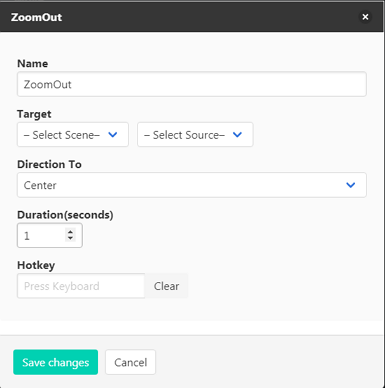 ZoomOut
Name
ZoomOut
Target
– Select Scene– – Select Source–
Direction To
Center
Duration(seconds)
1
Hotkey
Press Keyboard Clear
Save changes Cancel